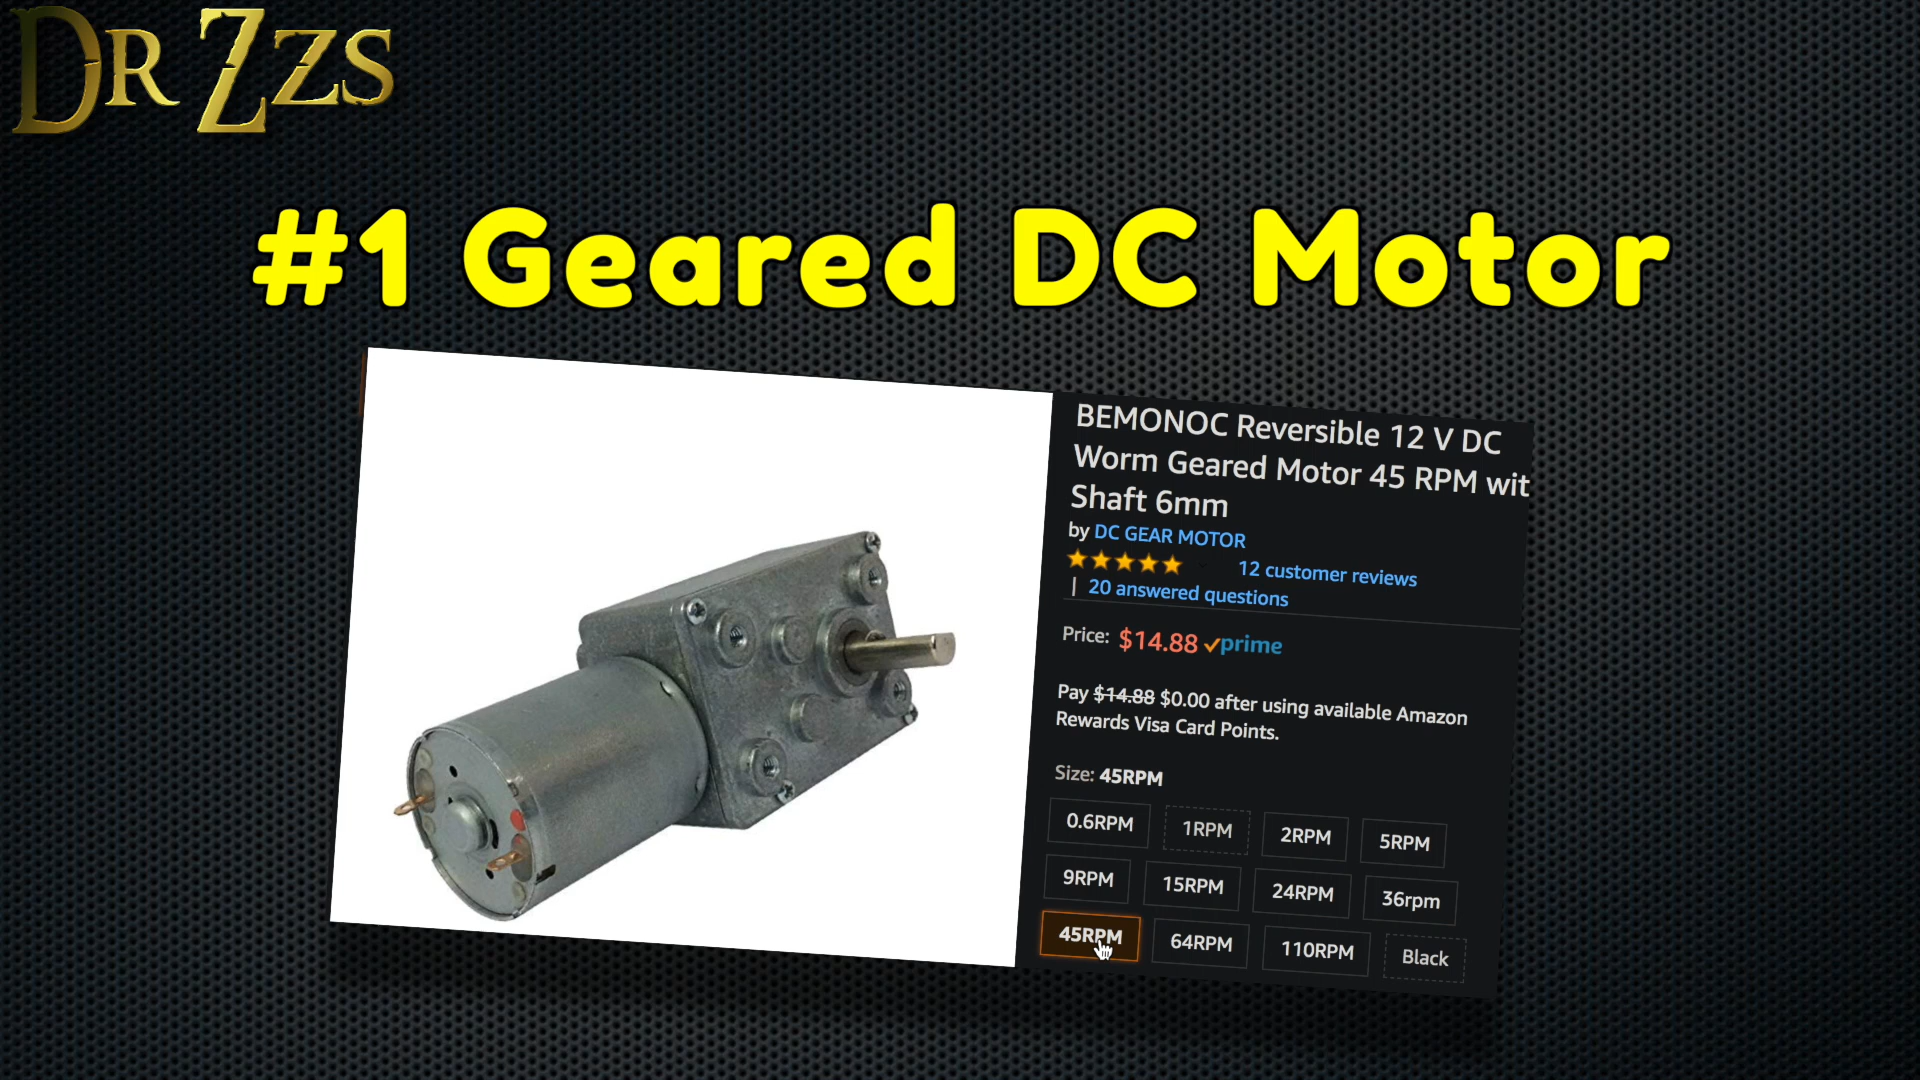 DR ZZS
#1 Geared DC Motor
BEMONOC Reversible 12 V DC
Worm Geared Motor 45 RPM wit
Shaft 6mm
by DC GEAR MOTOR
12 customer reviews
| 20 answered questions
Price: $14.88 prime
Pay $14.88 $0.00 after using available Amazon
Rewards Visa Card Points.
Size: 45RPM
0.6RPM 1RPM 2RPM 5RPM
9RPM 15RPM 24RPM 36rpm
45RPM 64RPM 110RPM Black